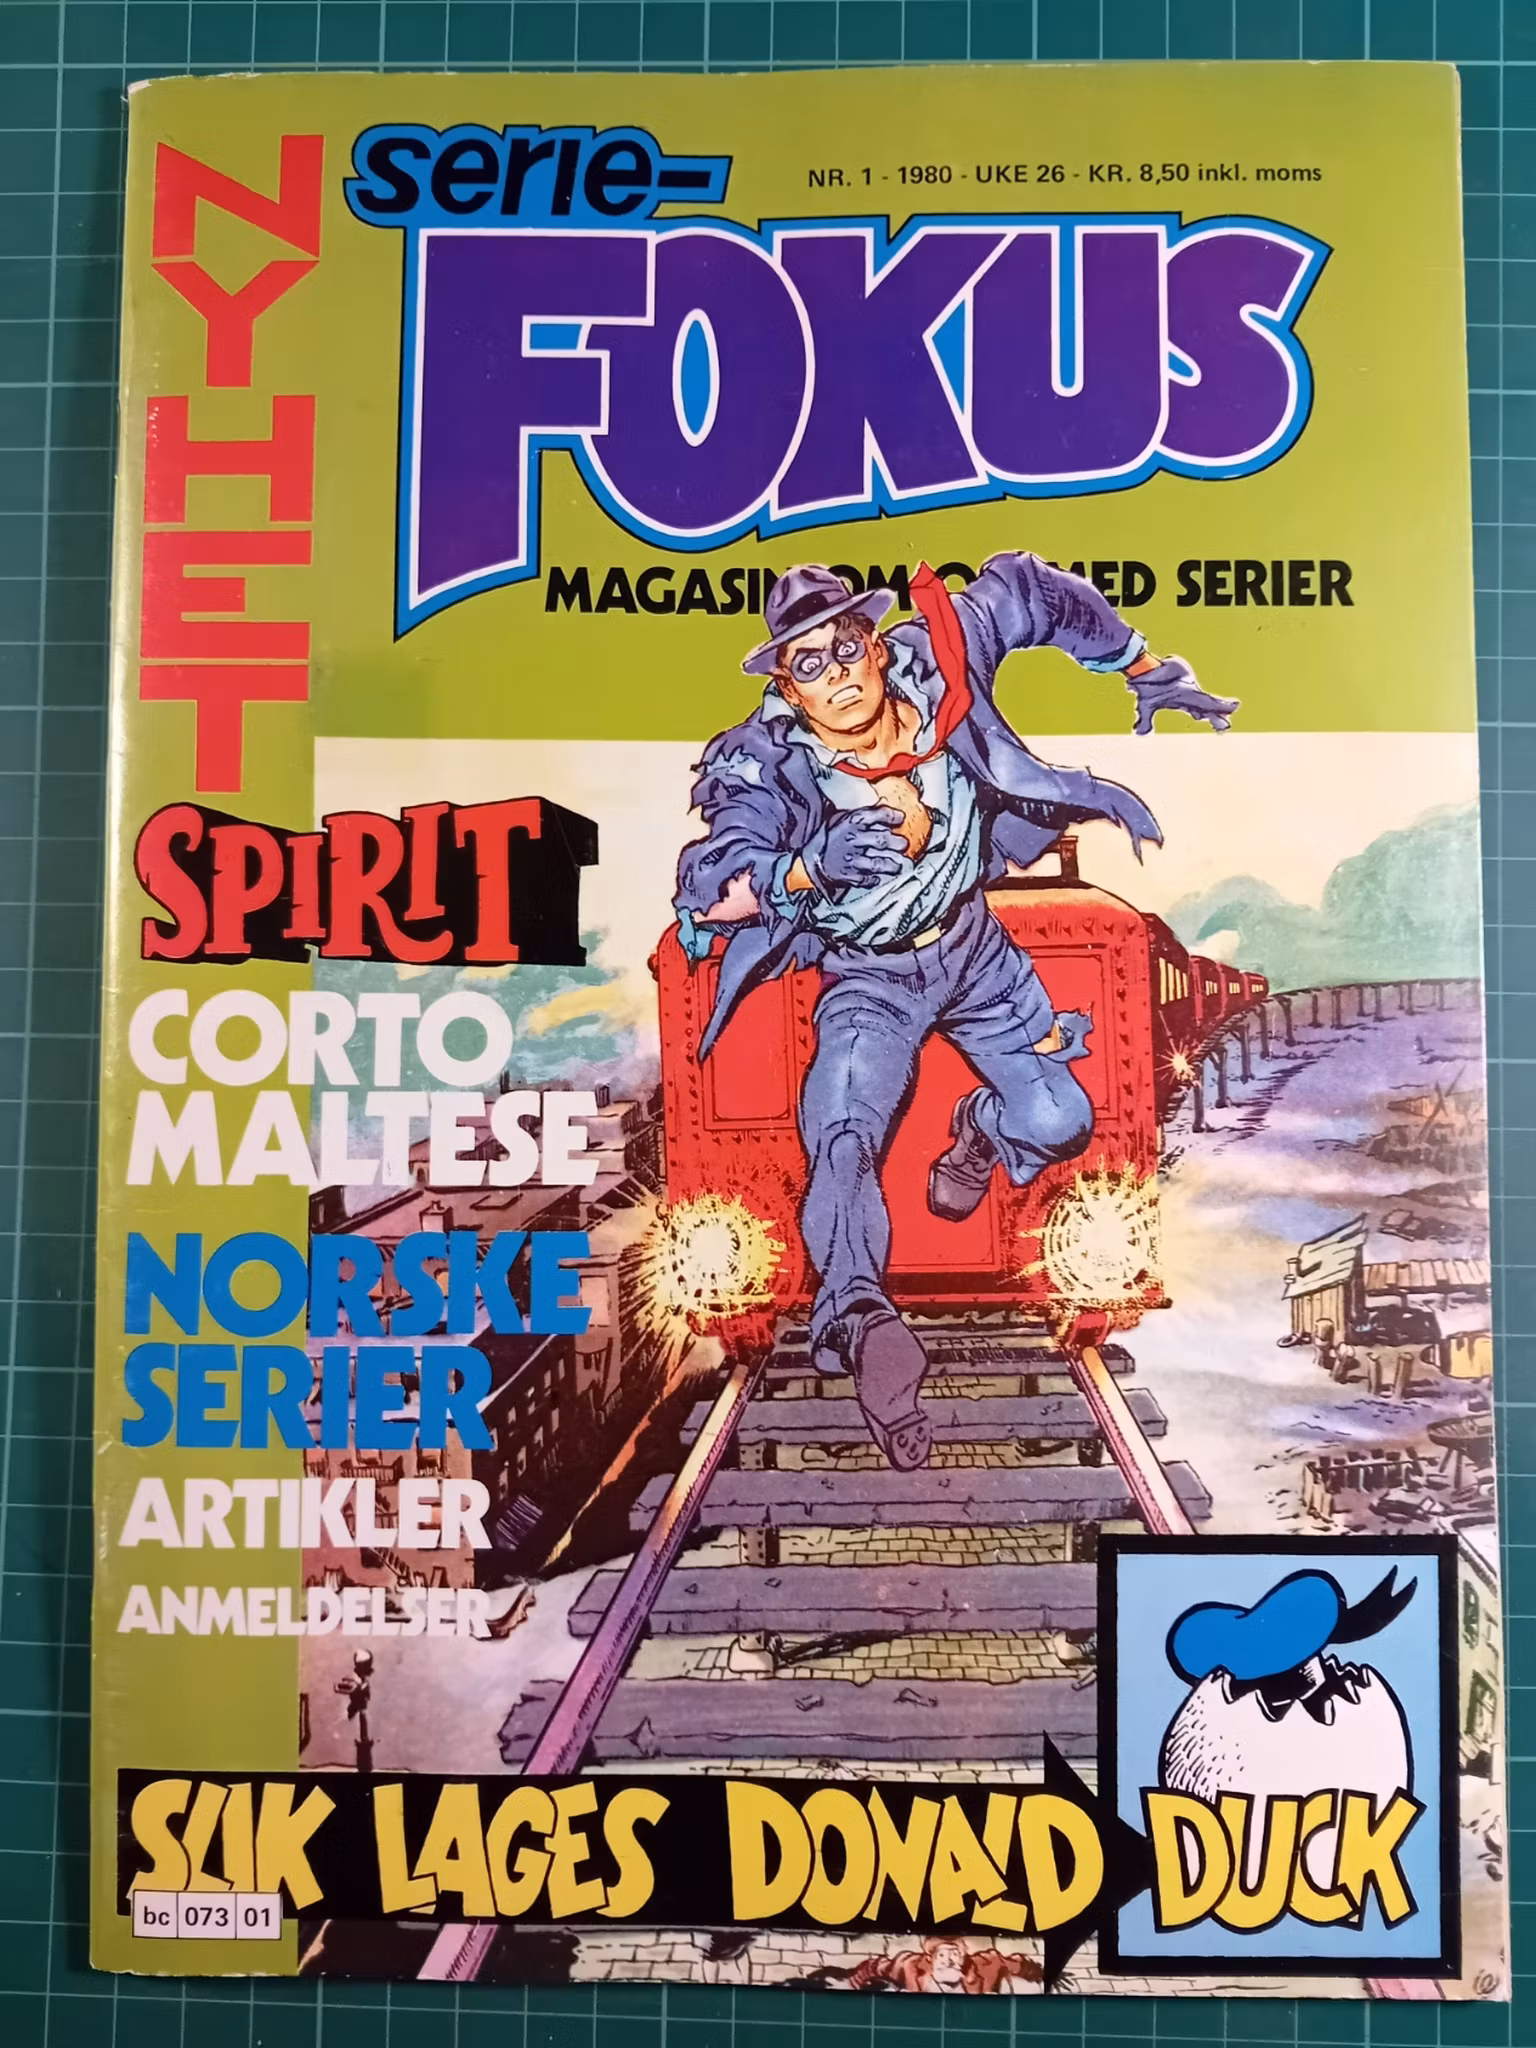 NYHET
serie-
NR. 1 - 1980 - UKE 26 - KR. 8,50 inkl. moms
FOKUS
MED SERIER
SPIRIT
CORTO
MALTESE
NORSKE
SERIER
ARTIKLER
ANMELDELSER
SLIK LAGES DONALD DUCK
bc 073 01